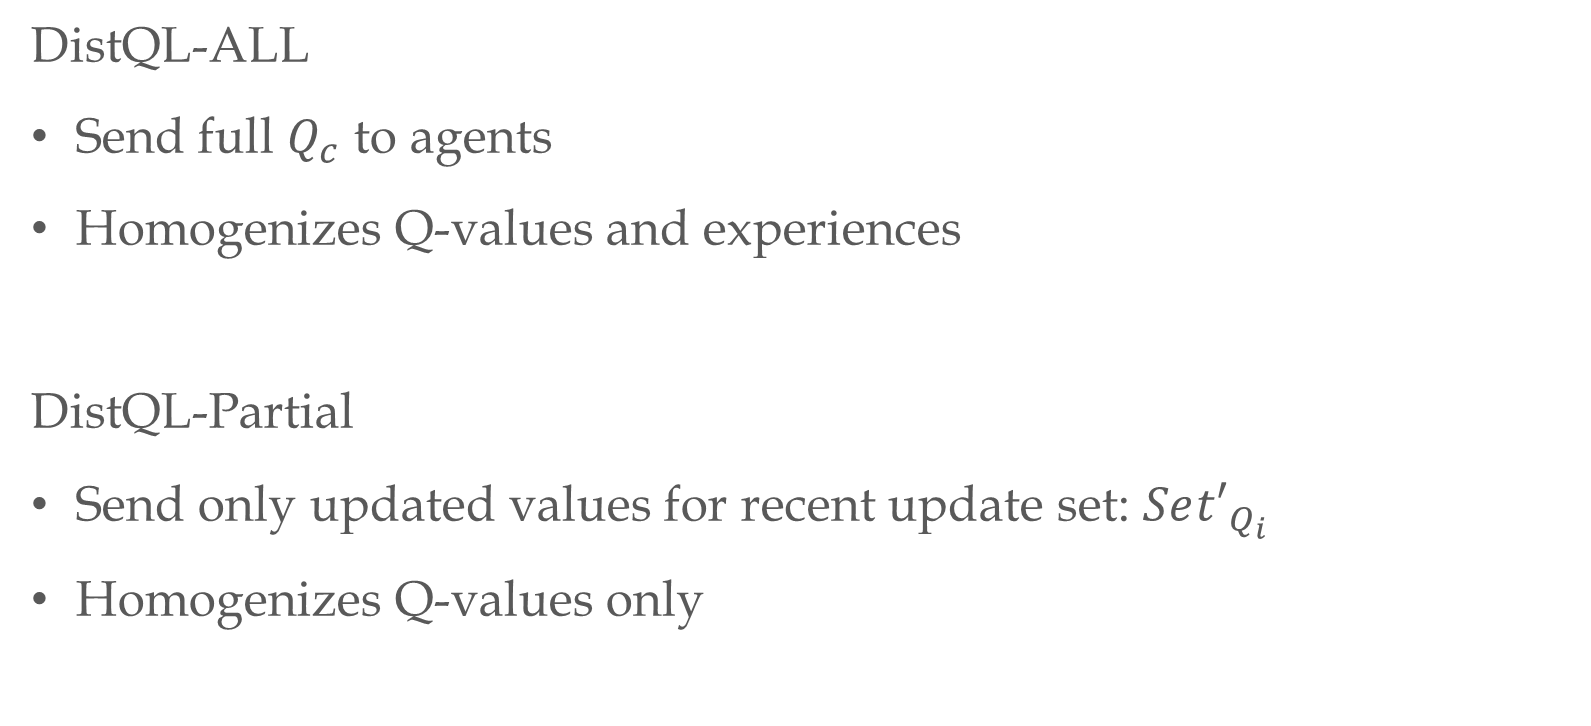 DistQL-ALL
• Send full Q_c to agents
• Homogenizes Q-values and experiences
DistQL-Partial
• Send only updated values for recent update set: Set'_{Q_i}
• Homogenizes Q-values only